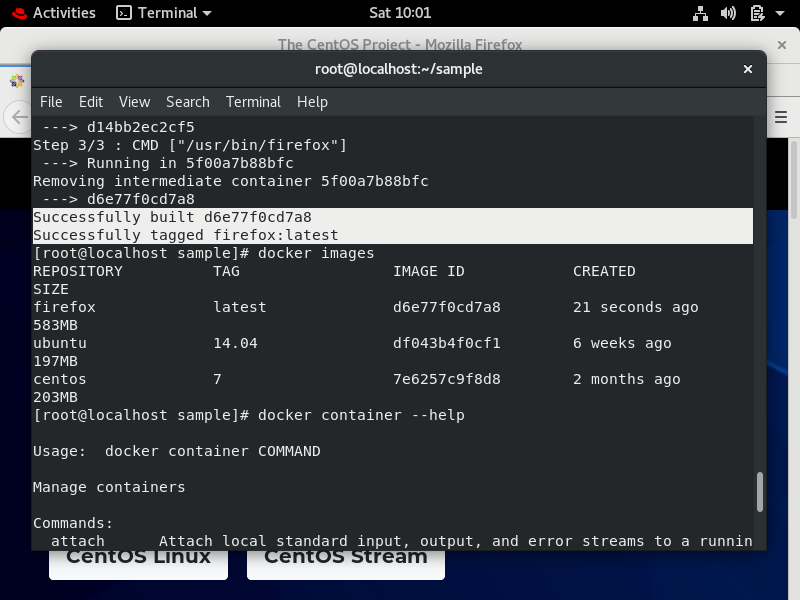 Activities Terminal Sat 10:01
The CentOS Project - Mozilla Firefox
root@localhost:~/sample
File Edit View Search Terminal Help
---> d14bb2ec2cf5
Step 3/3 : CMD ["/usr/bin/firefox"]
---> Running in 5f00a7b88bfc
Removing intermediate container 5f00a7b88bfc
---> d6e77f0cd7a8
Successfully built d6e77f0cd7a8
Successfully tagged firefox:latest
[root@localhost sample]# docker images
REPOSITORY TAG IMAGE ID CREATED
SIZE
firefox latest d6e77f0cd7a8 21 seconds ago
583MB
ubuntu 14.04 df043b4f0cf1 6 weeks ago
197MB
centos 7 7e6257c9f8d8 2 months ago
203MB
[root@localhost sample]# docker container --help
Usage: docker container COMMAND
Manage containers
Commands:
attach Attach local standard input, output, and error streams to a runnin
CentOS Linux CentOS Stream